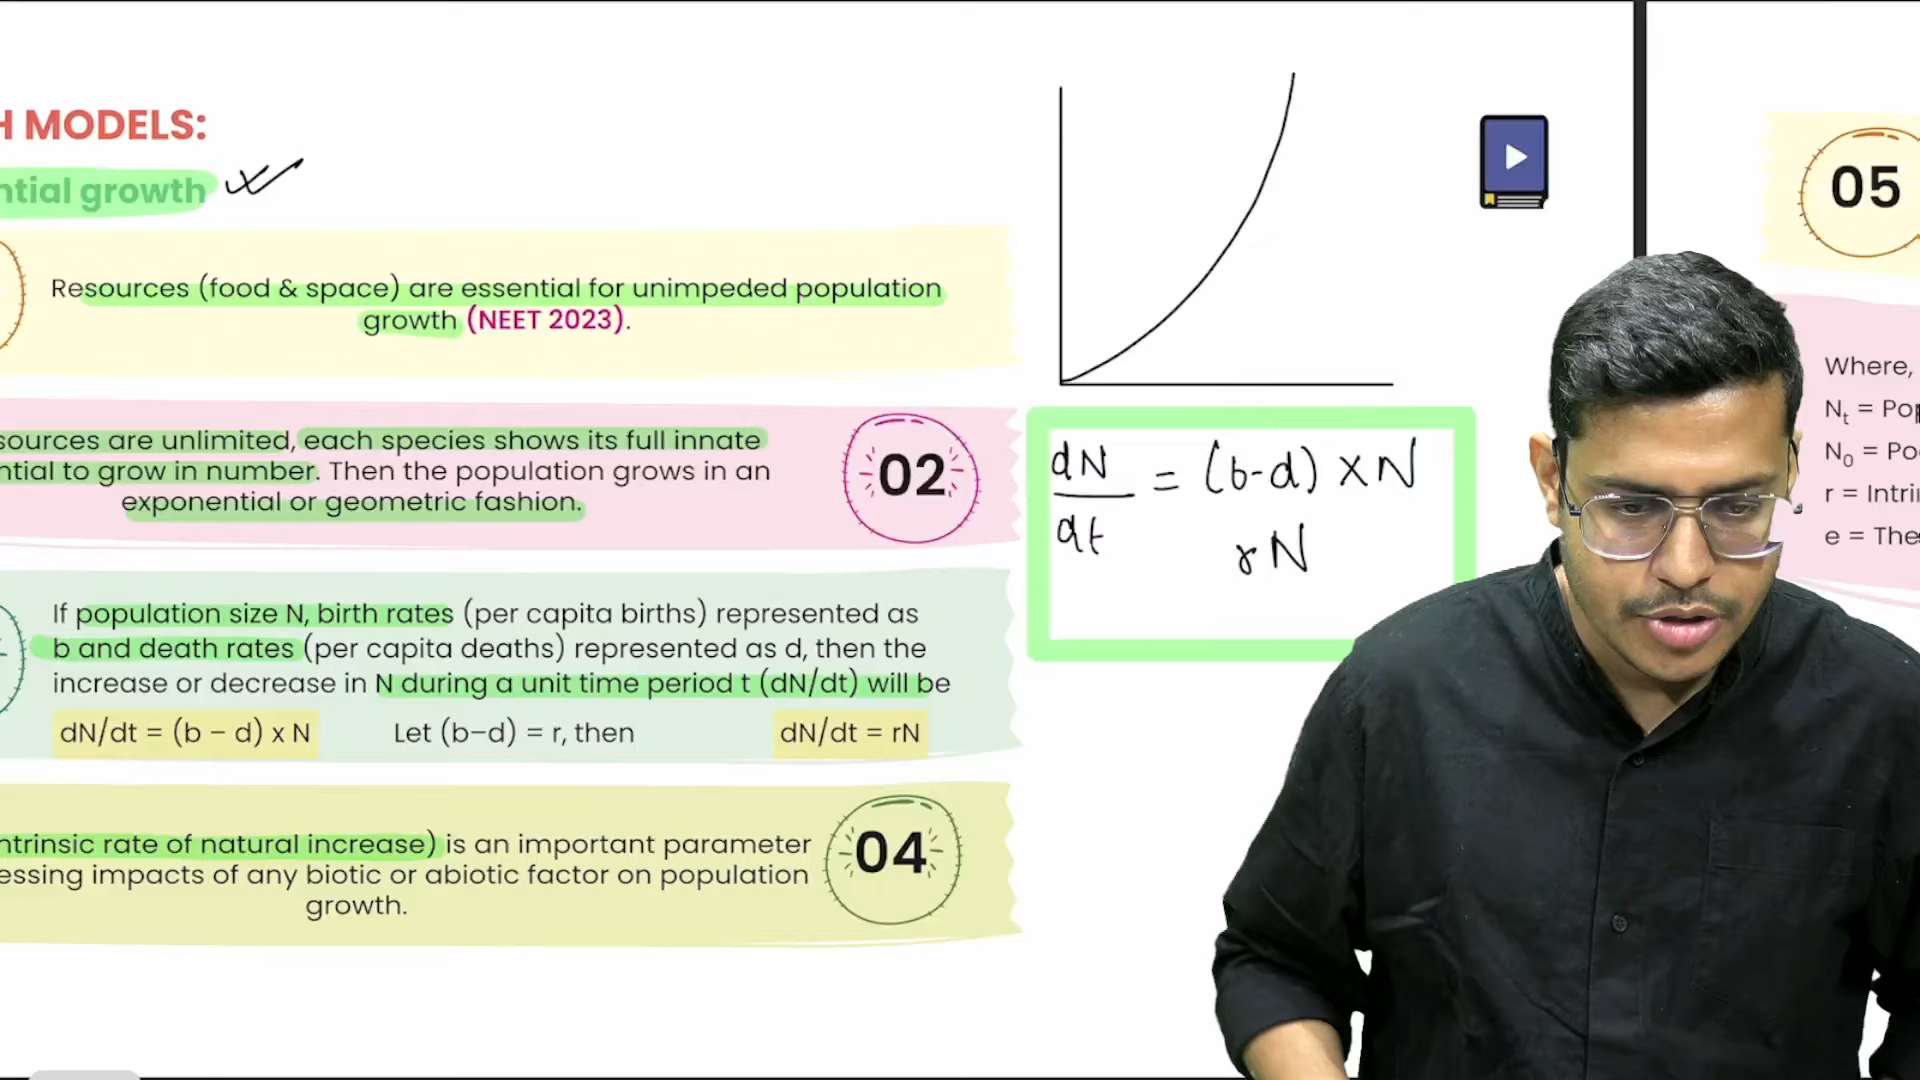 H MODELS:
ntial growth
Resources (food & space) are essential for unimpeded population
growth (NEET 2023).
sources are unlimited, each species shows its full innate
ntial to grow in number. Then the population grows in an
exponential or geometric fashion.
02
If population size N, birth rates (per capita births) represented as
b and death rates (per capita deaths) represented as d, then the
increase or decrease in N during a unit time period t (dN/dt) will be
dN/dt = (b – d) x N Let (b–d) = r, then dN/dt = rN
ntrinsic rate of natural increase) is an important parameter
essing impacts of any biotic or abiotic factor on population
growth.
04
dN/dt = (b-d) x N
rN
05
Where,
Nt = Pop
N0 = Po
r = Intri
e = The